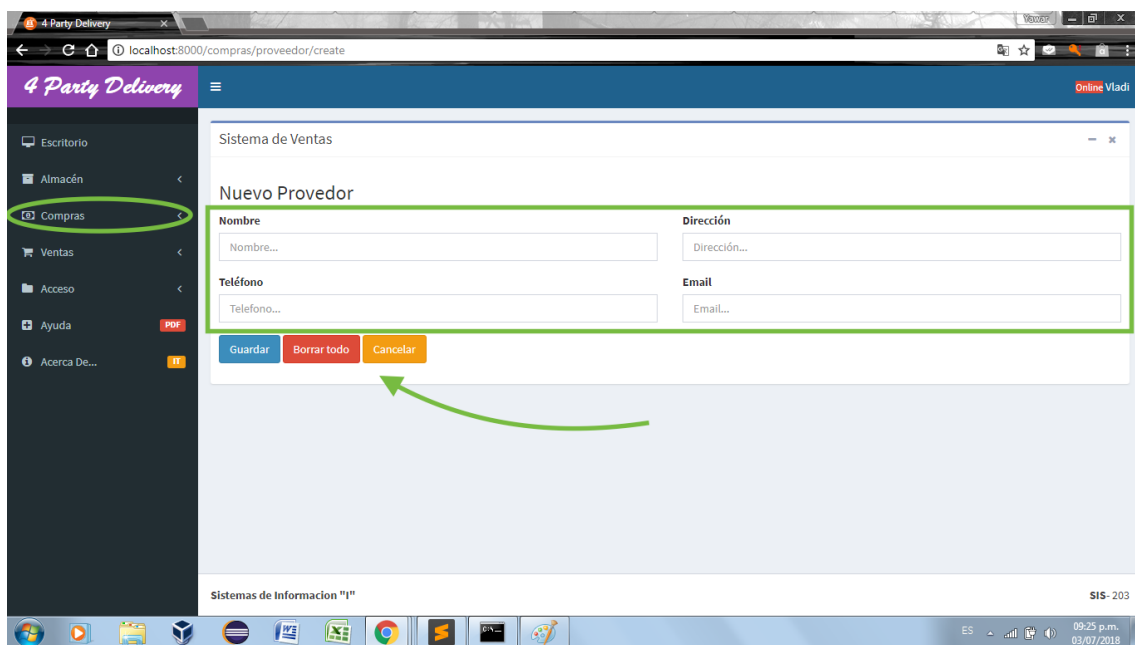 4 Party Delivery
Yawar
localhost:8000/compras/proveedor/create
4 Party Delivery
Online Vladi
Escritorio
Almacén
Compras
Ventas
Acceso
Ayuda PDF
Acerca De... IT
Sistema de Ventas
Nuevo Provedor
Nombre Dirección
Nombre... Dirección...
Teléfono Email
Telefono... Email...
Guardar Borrar todo Cancelar
Sistemas de Informacion "I" SIS- 203
ES 09:25 p.m.
03/07/2018